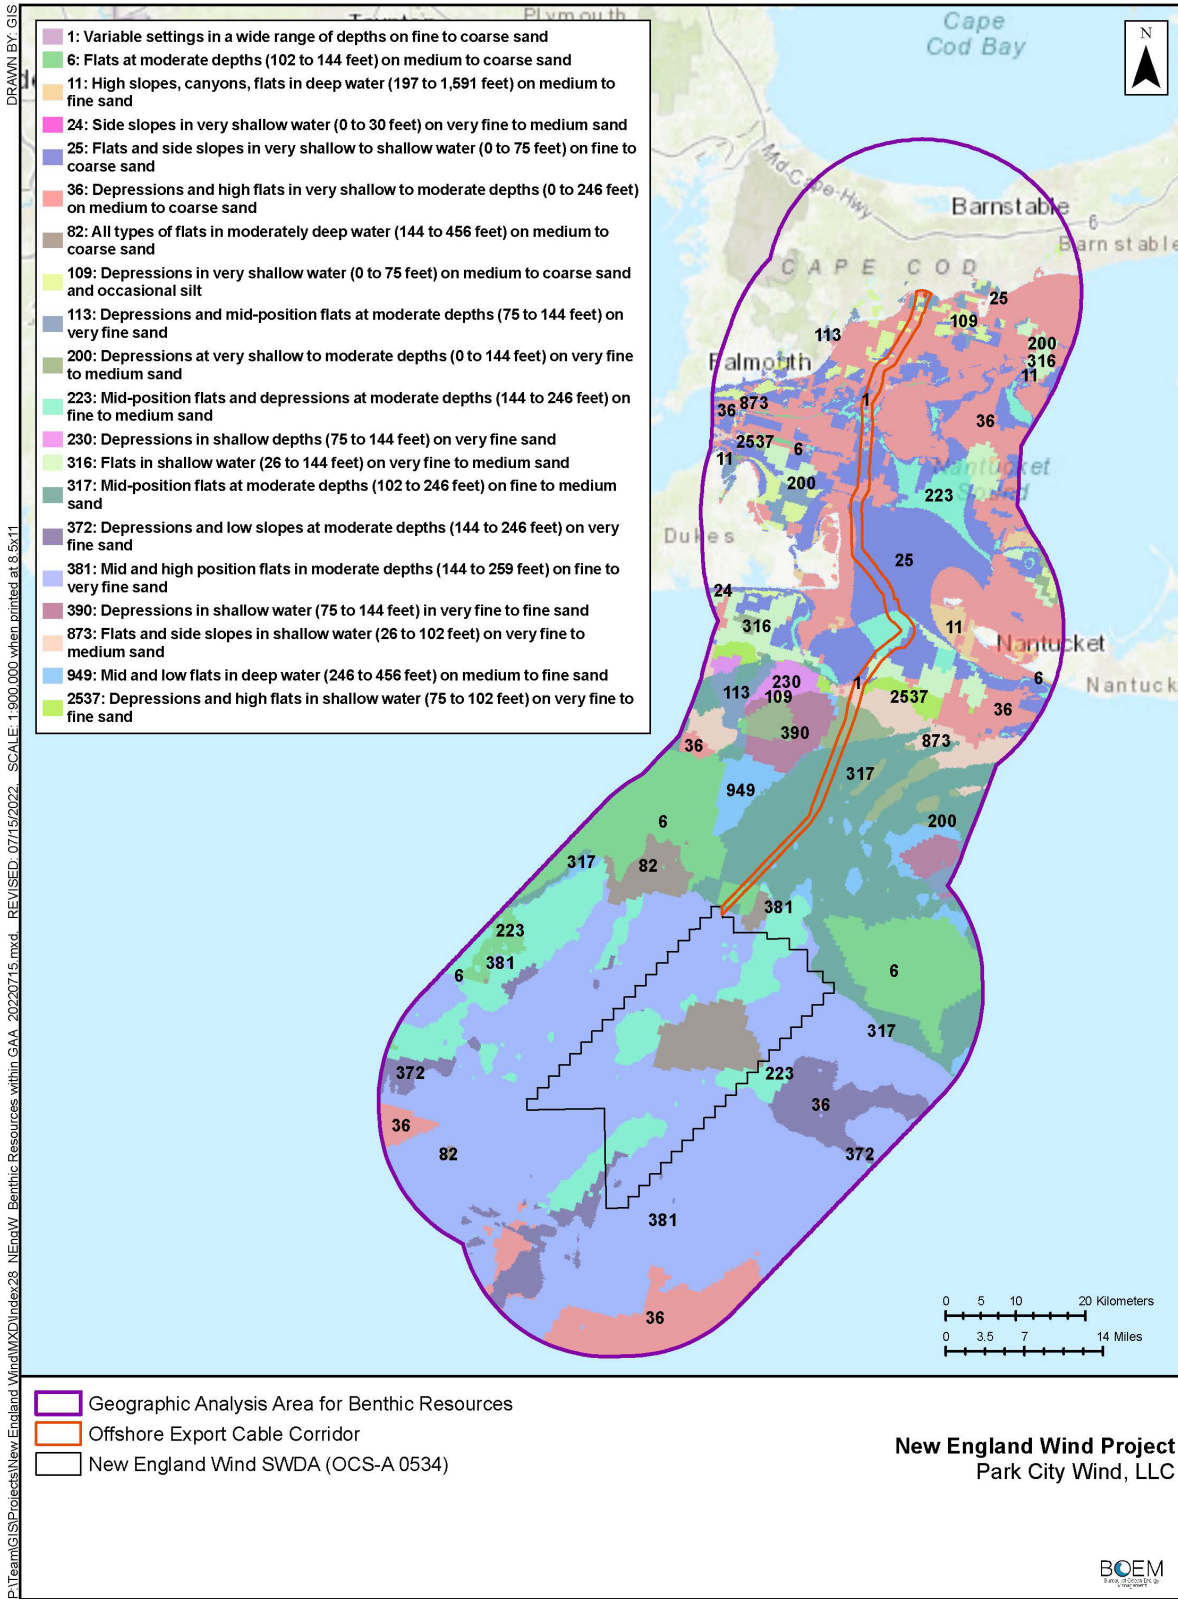 DRAWN BY: GIS
P:\Team\GIS\Projects\New England Wind\MXD\Index28_NEngW_Benthic Resources within GAA_20220715.mxd, REVISED: 07/15/2022, SCALE: 1:900,000 when printed at 8.5x11
1: Variable settings in a wide range of depths on fine to coarse sand
6: Flats at moderate depths (102 to 144 feet) on medium to coarse sand
11: High slopes, canyons, flats in deep water (197 to 1,591 feet) on medium to
fine sand
24: Side slopes in very shallow water (0 to 30 feet) on very fine to medium sand
25: Flats and side slopes in very shallow to shallow water (0 to 75 feet) on fine to
coarse sand
36: Depressions and high flats in very shallow to moderate depths (0 to 246 feet)
on medium to coarse sand
82: All types of flats in moderately deep water (144 to 456 feet) on medium to
coarse sand
109: Depressions in very shallow water (0 to 75 feet) on medium to coarse sand
and occasional silt
113: Depressions and mid-position flats at moderate depths (75 to 144 feet) on
very fine sand
200: Depressions at very shallow to moderate depths (0 to 144 feet) on very fine
to medium sand
223: Mid-position flats and depressions at moderate depths (144 to 246 feet) on
fine to medium sand
230: Depressions in shallow depths (75 to 144 feet) on very fine sand
316: Flats in shallow water (26 to 144 feet) on very fine to medium sand
317: Mid-position flats at moderate depths (102 to 246 feet) on fine to medium
sand
372: Depressions and low slopes at moderate depths (144 to 246 feet) on very
fine sand
381: Mid and high position flats in moderate depths (144 to 259 feet) on fine to
very fine sand
390: Depressions in shallow water (75 to 144 feet) in very fine to fine sand
873: Flats and side slopes in shallow water (26 to 102 feet) on very fine to
medium sand
949: Mid and low flats in deep water (246 to 456 feet) on medium to fine sand
2537: Depressions and high flats in shallow water (75 to 102 feet) on very fine to
fine sand
Plymouth
Cape
Cod Bay
N
Mid-Cape-Hwy
Barnstable
6
Barnstable
CAPE COD
25
109
113
200
316
11
Falmouth
1
36
873
36
2537
6
11
200
Nantucket
Sound
223
Dukes
25
24
316
11
Nantucket
6
Nantuck
230
1
113
109
2537
36
390
873
36
317
949
6
200
317
82
381
223
381
6
6
317
372
223
36
36
82
372
381
36
0 5 10 20 Kilometers
0 3.5 7 14 Miles
Geographic Analysis Area for Benthic Resources
Offshore Export Cable Corridor
New England Wind SWDA (OCS-A 0534)
New England Wind Project
Park City Wind, LLC
BOEM
Bureau of Ocean Energy
Management